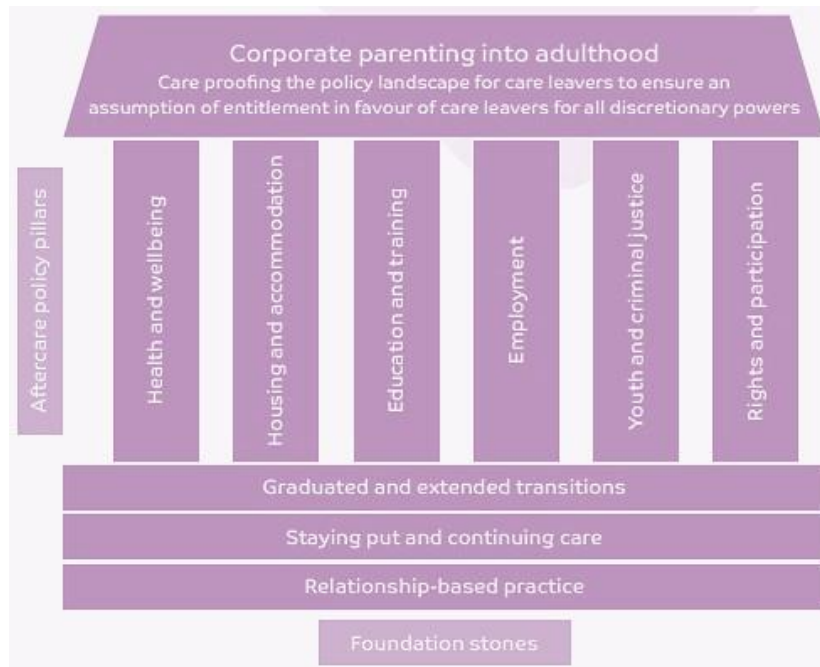 Corporate parenting into adulthood
Care proofing the policy landscape for care leavers to ensure an
assumption of entitlement in favour of care leavers for all discretionary powers
Aftercare policy pillars
Health and wellbeing
Housing and accommodation
Education and training
Employment
Youth and criminal justice
Rights and participation
Graduated and extended transitions
Staying put and continuing care
Relationship-based practice
Foundation stones